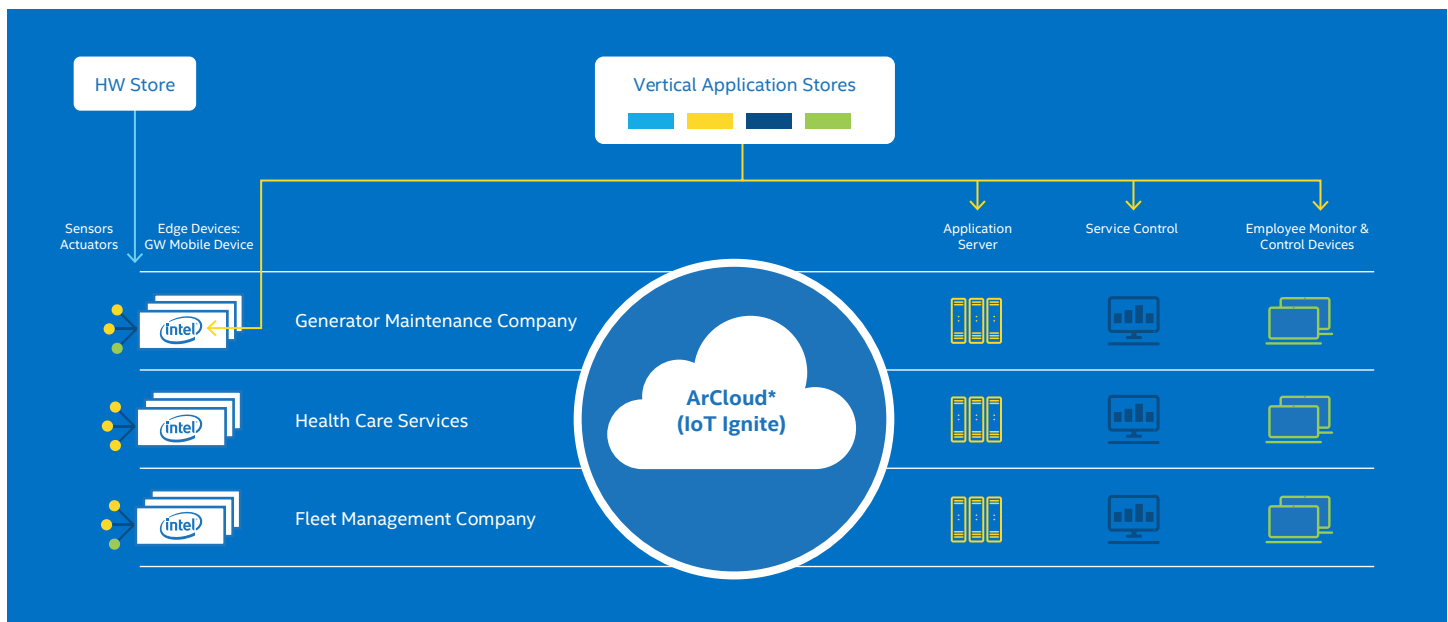 HW Store
Vertical Application Stores
Sensors
Actuators
Edge Devices:
GW Mobile Device
Application
Server
Service Control
Employee Monitor &
Control Devices
intel
Generator Maintenance Company
ArCloud*
(IoT Ignite)
intel
Health Care Services
intel
Fleet Management Company